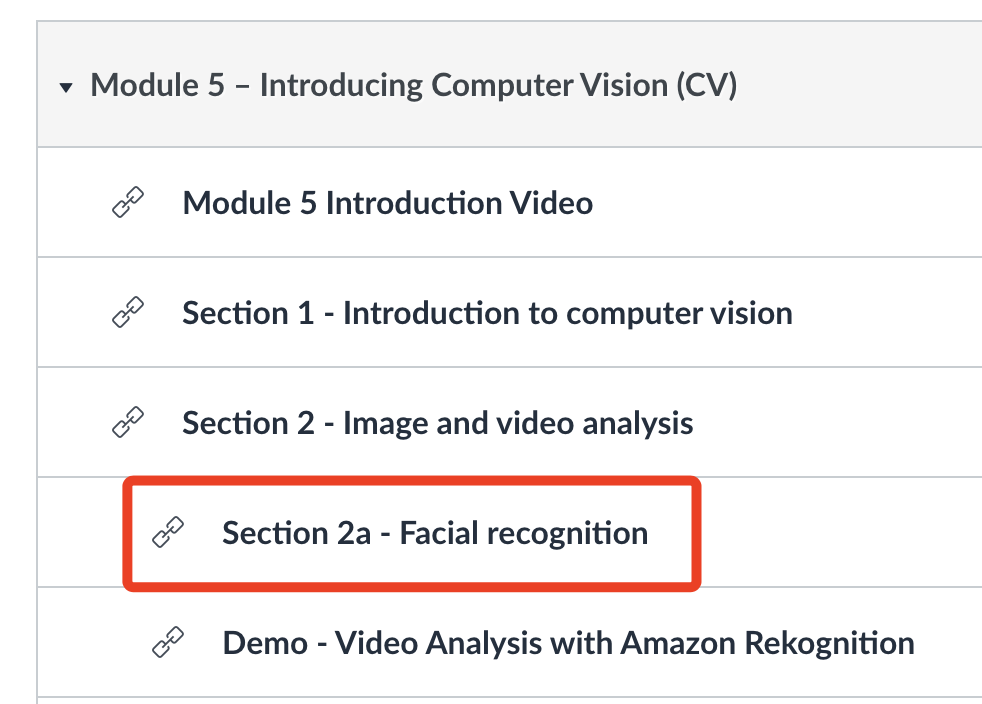 Module 5 – Introducing Computer Vision (CV)
Module 5 Introduction Video
Section 1 - Introduction to computer vision
Section 2 - Image and video analysis
Section 2a - Facial recognition
Demo - Video Analysis with Amazon Rekognition